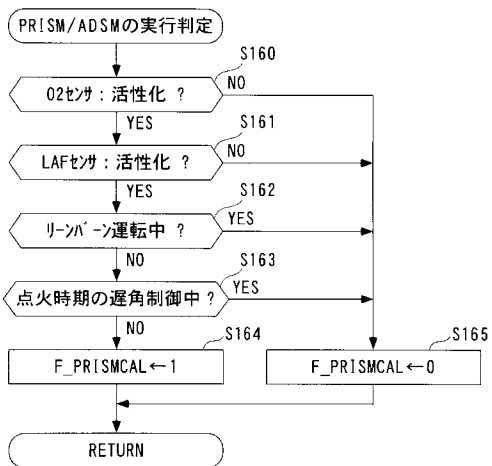 PRISM/ADSMの実行判定
S160
O2センサ:活性化 ?
NO
YES
S161
LAFセンサ:活性化 ?
NO
YES
S162
リーンバーン運転中 ?
YES
NO
S163
点火時期の遅角制御中?
YES
NO
S164
F_PRISMCAL←1
S165
F_PRISMCAL←0
RETURN